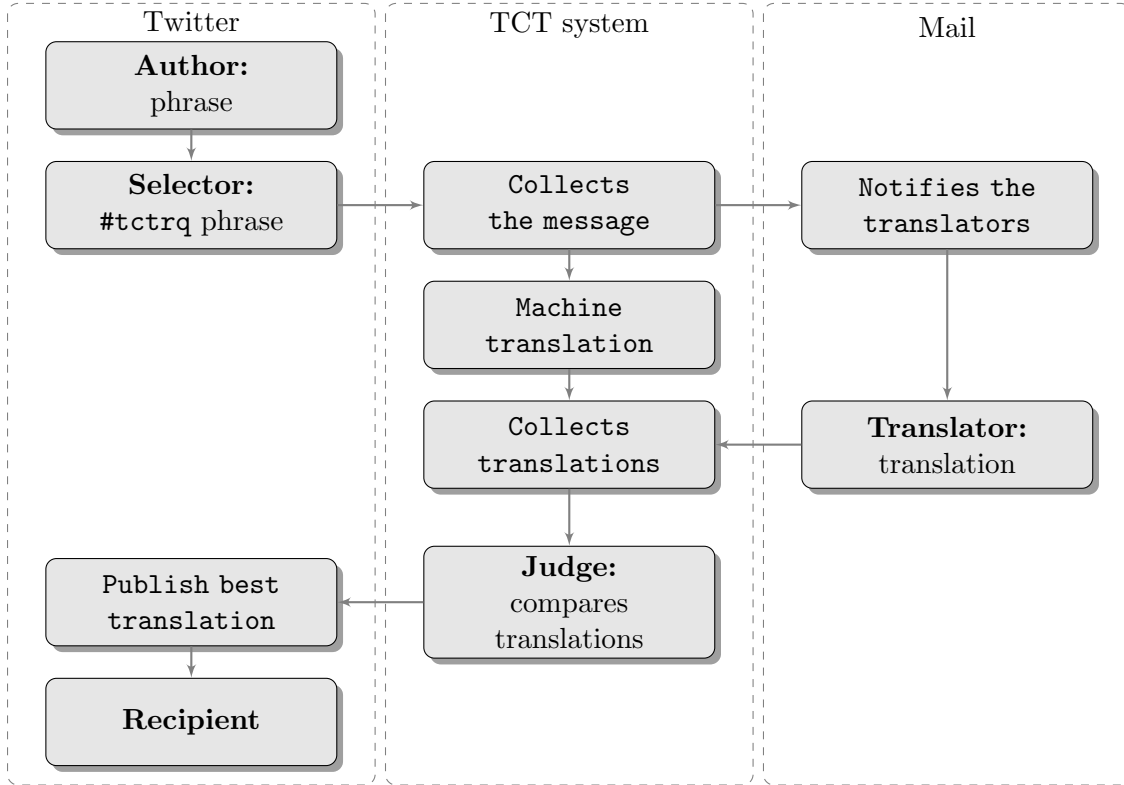 Twitter
TCT system
Mail
Author:
phrase
Selector:
#tctrq phrase
Collects
the message
Notifies the
translators
Machine
translation
Collects
translations
Translator:
translation
Judge:
compares
translations
Publish best
translation
Recipient